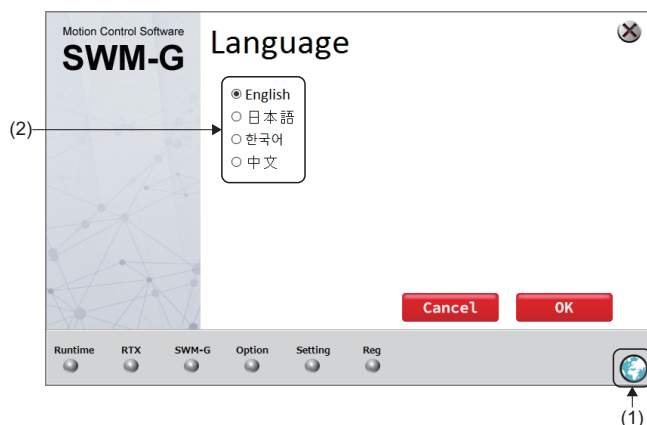 Motion Control Software
SWM-G
Language
English
日本語
한국어
中文
(2)
Cancel
OK
Runtime
RTX
SWM-G
Option
Setting
Reg
(1)